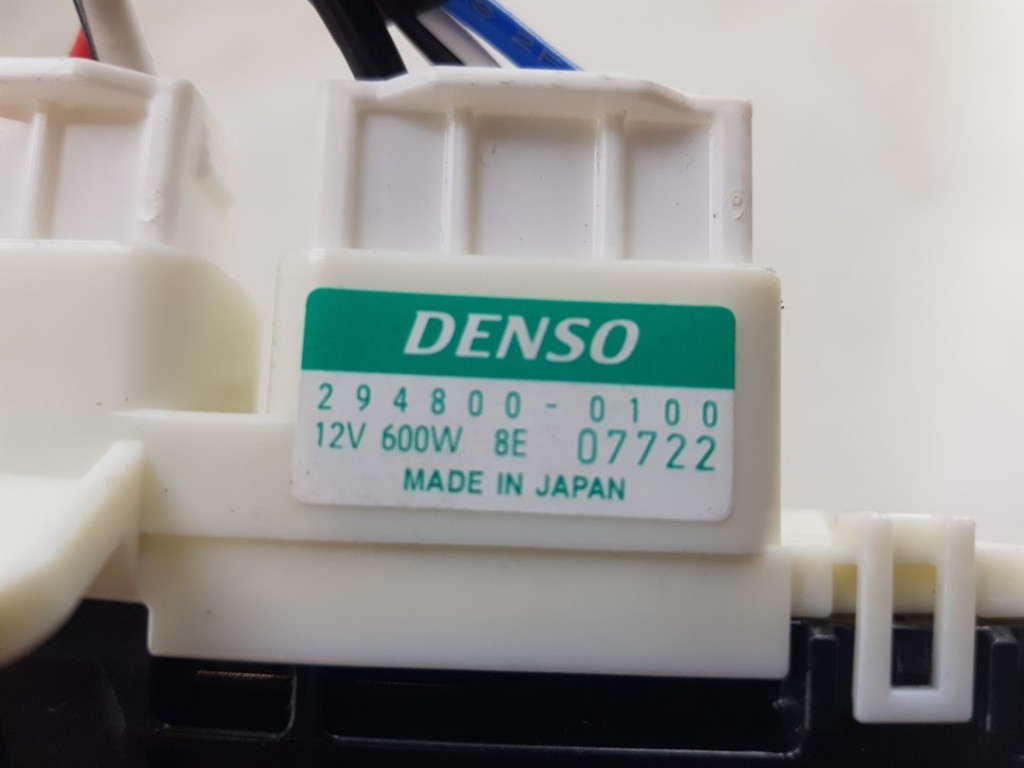 DENSO
294800-0100
12V 600W 8E 07722
MADE IN JAPAN